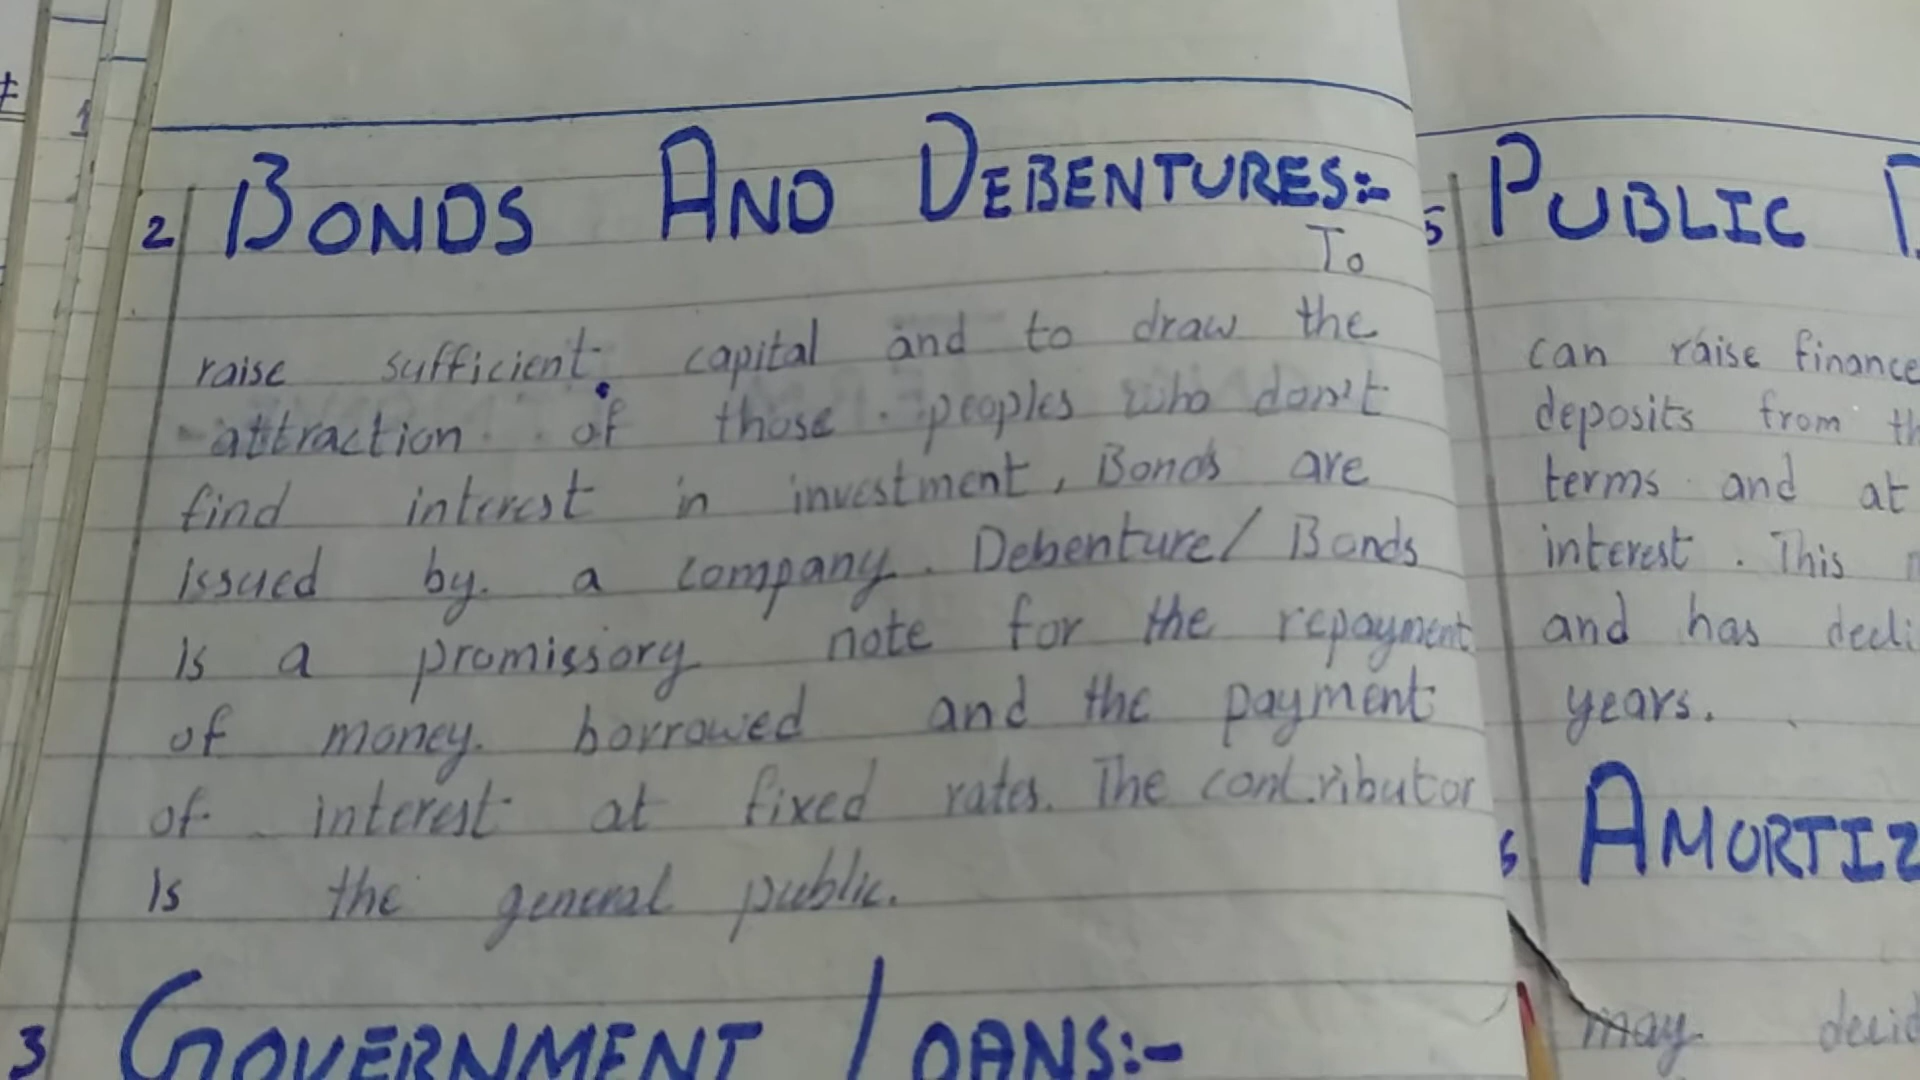 2 BONDS AND DEBENTURES:-
To
raise sufficient capital and to draw the
attraction of those peoples who don't
find interest in investment, Bonds are
issued by a company. Debenture/Bonds
is a promissory note for the repayment
of money borrowed and the payment
of interest at fixed rates. The contributor
is the general public.
3 GOVERNMENT LOANS:-
5 PUBLIC
can raise finance
deposits from
terms and at
interest. This
and has
years.
6 AMORTIZ
may